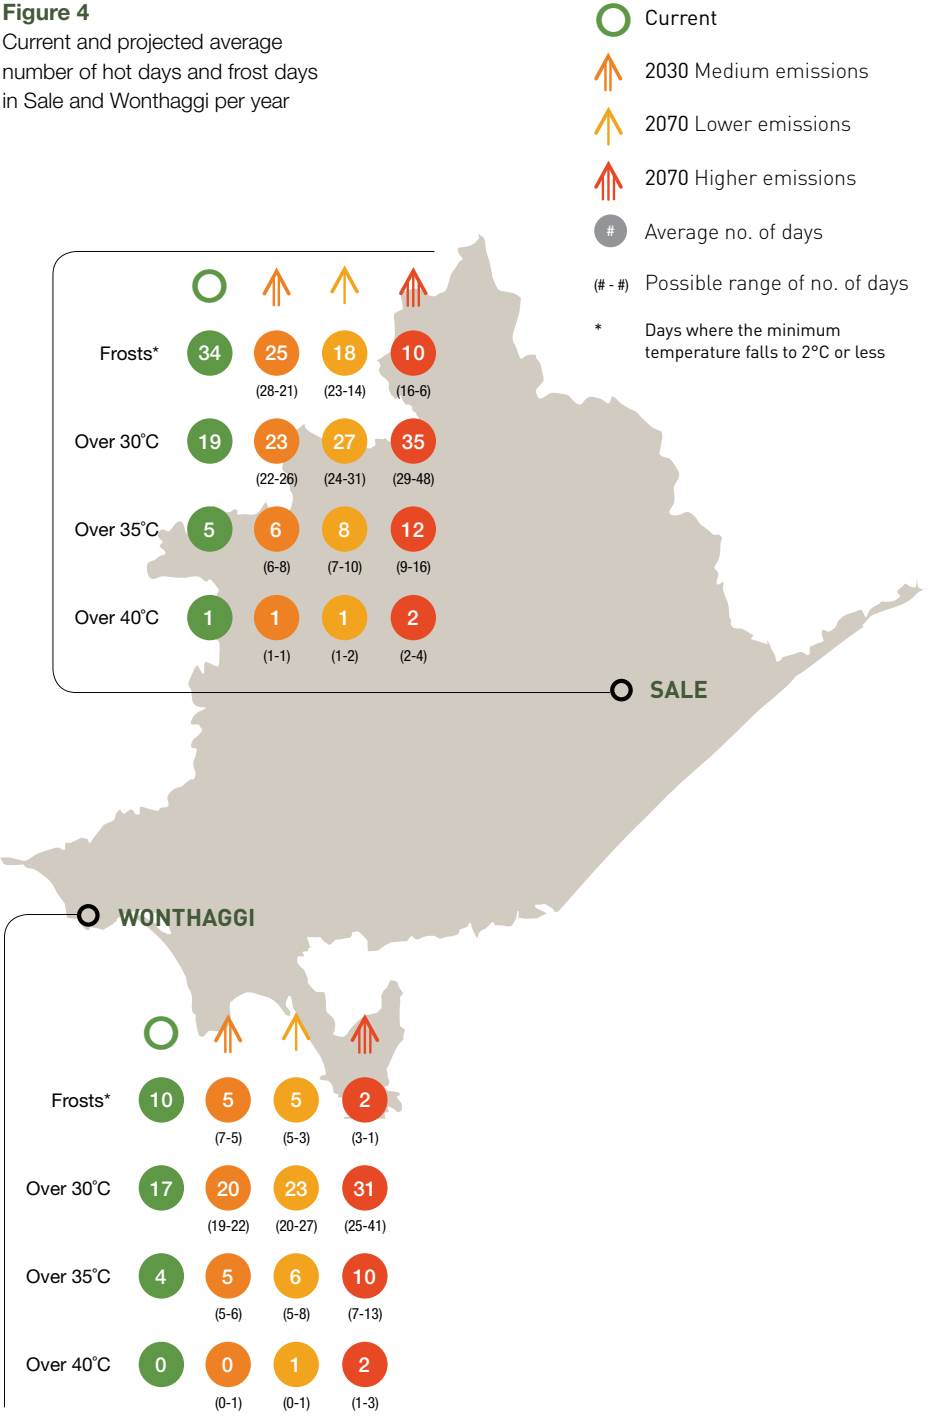 Figure 4
Current and projected average
number of hot days and frost days
in Sale and Wonthaggi per year
Current
2030 Medium emissions
2070 Lower emissions
2070 Higher emissions
# Average no. of days
(# - #) Possible range of no. of days
* Days where the minimum
temperature falls to 2°C or less
Frosts* 34 25 18 10
(28-21) (23-14) (16-6)
Over 30°C 19 23 27 35
(22-26) (24-31) (29-48)
Over 35°C 5 6 8 12
(6-8) (7-10) (9-16)
Over 40°C 1 1 1 2
(1-1) (1-2) (2-4)
SALE
WONTHAGGI
Frosts* 10 5 5 2
(7-5) (5-3) (3-1)
Over 30°C 17 20 23 31
(19-22) (20-27) (25-41)
Over 35°C 4 5 6 10
(5-6) (5-8) (7-13)
Over 40°C 0 0 1 2
(0-1) (0-1) (1-3)